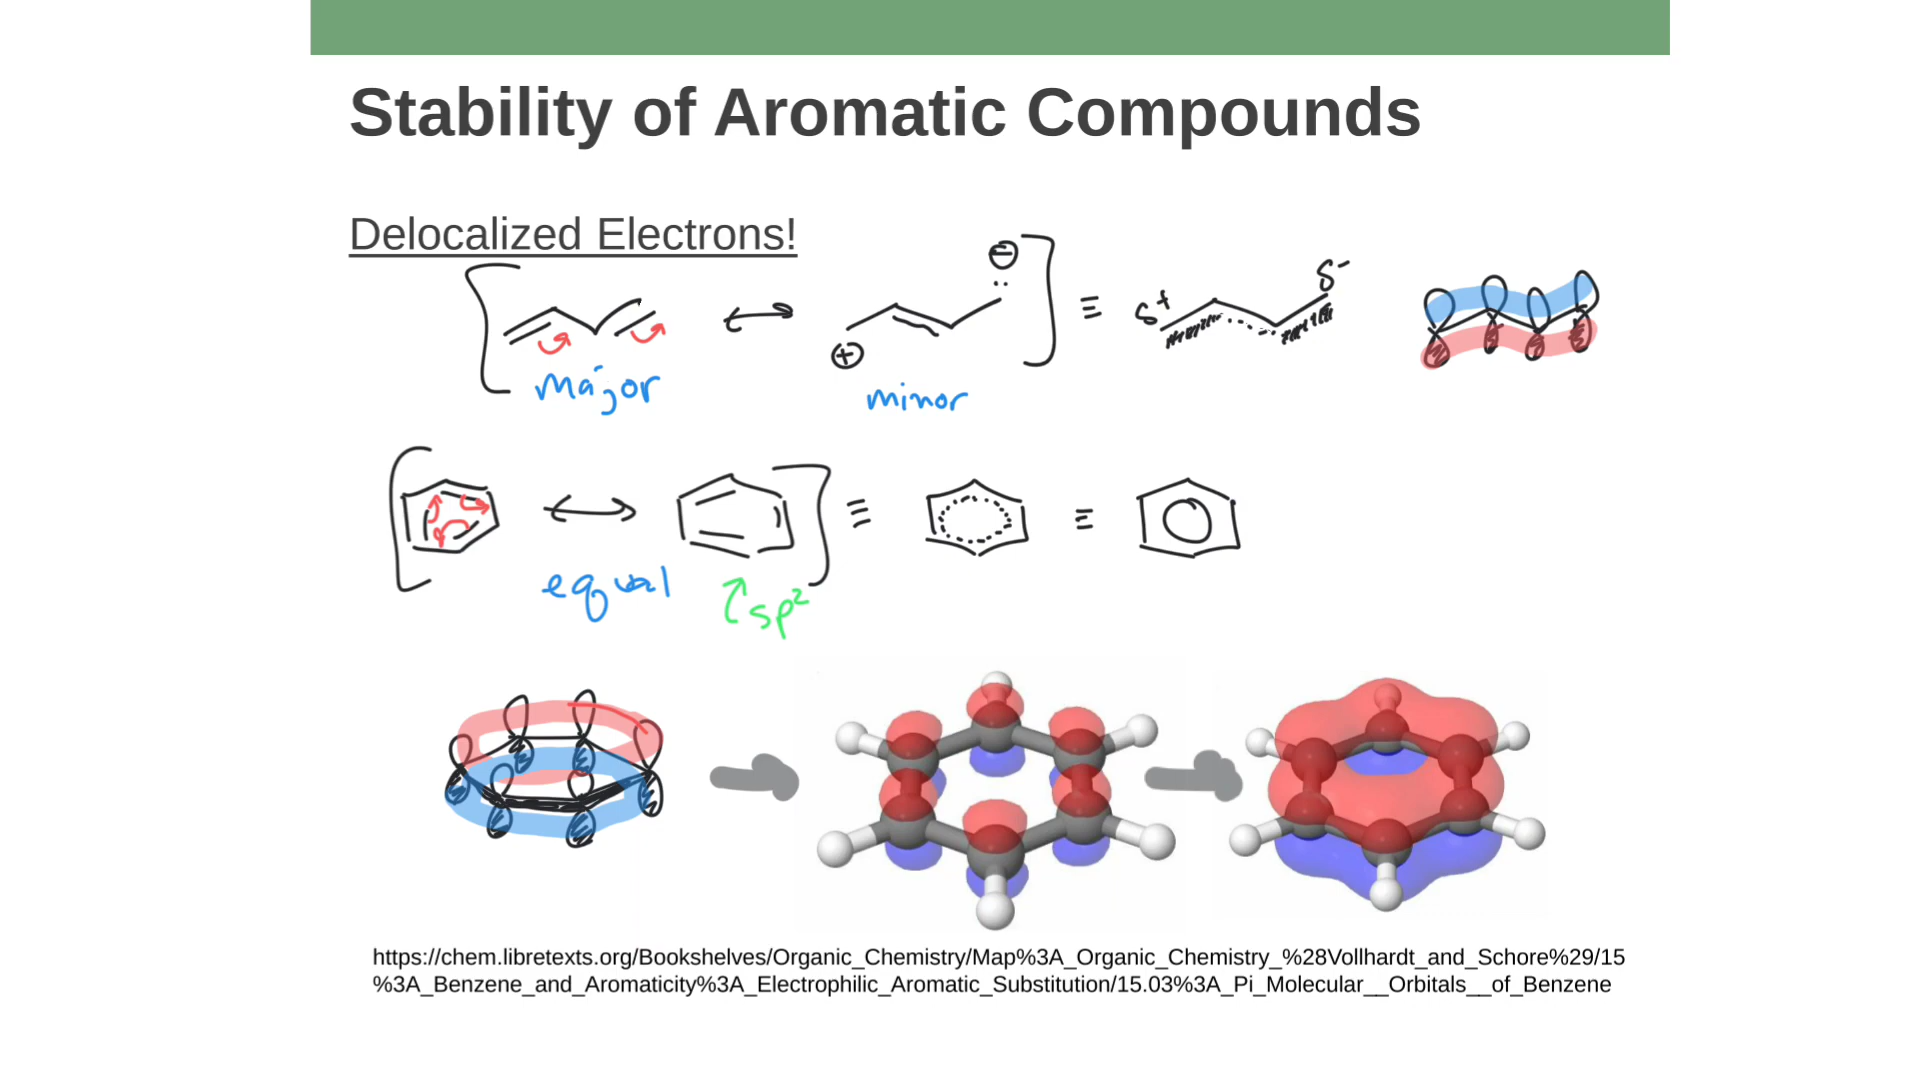 Stability of Aromatic Compounds
Delocalized Electrons!
⊖
⊕
≡
δ+
δ-
major
minor
≡
≡
equal
sp²
https://chem.libretexts.org/Bookshelves/Organic_Chemistry/Map%3A_Organic_Chemistry_%28Vollhardt_and_Schore%29/15
%3A_Benzene_and_Aromaticity%3A_Electrophilic_Aromatic_Substitution/15.03%3A_Pi_Molecular__Orbitals__of_Benzene